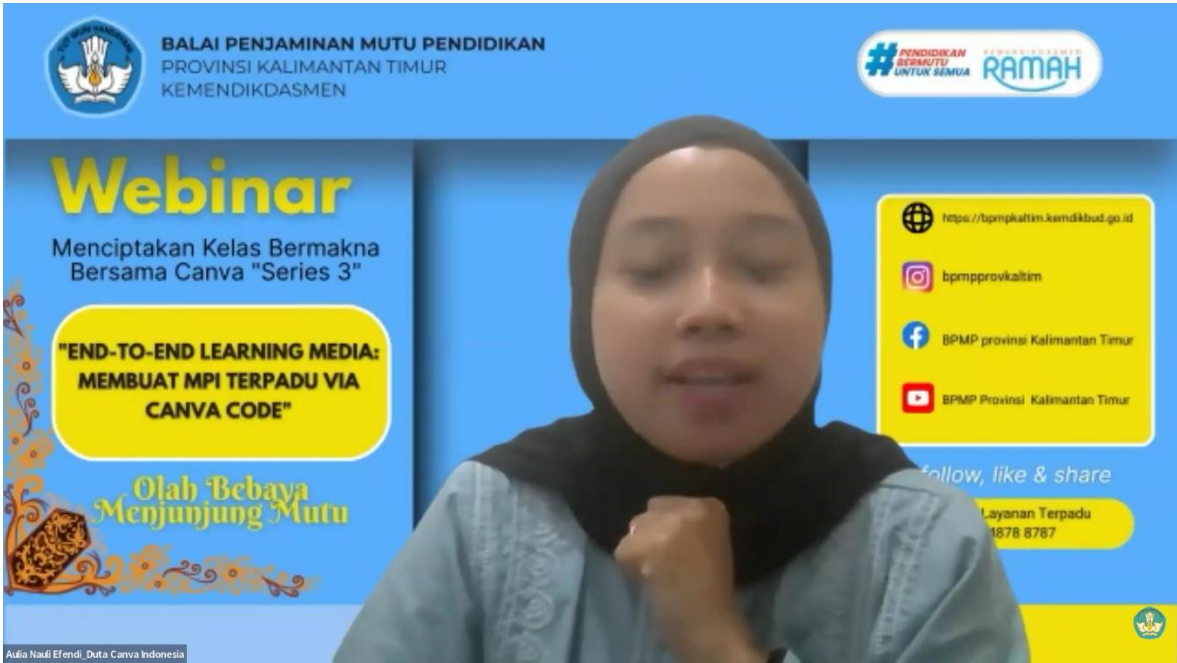 BALAI PENJAMINAN MUTU PENDIDIKAN
PROVINSI KALIMANTAN TIMUR
KEMENDIKDASMEN
#PENDIDIKAN
BERMUTU
UNTUK SEMUA
KEMENDIKDASMEN
RAMAH
Webinar
Menciptakan Kelas Bermakna
Bersama Canva "Series 3"
"END-TO-END LEARNING MEDIA:
MEMBUAT MPI TERPADU VIA
CANVA CODE"
Olah Bebaya
Menjunjung Mutu
https://bpmpkaltim.kemdikbud.go.id
bpmpprovkaltim
BPMP provinsi Kalimantan Timur
BPMP Provinsi Kalimantan Timur
follow, like & share
Layanan Terpadu
8787
Aulia Nauli Efendi_Duta Canva Indonesia